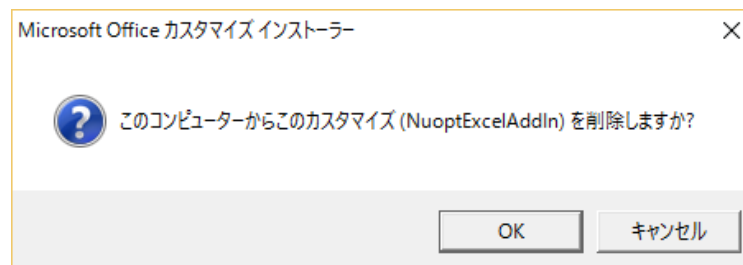 Microsoft Office カスタマイズ インストーラー
このコンピューターからこのカスタマイズ (NuoptExcelAddIn) を削除しますか?
OK
キャンセル